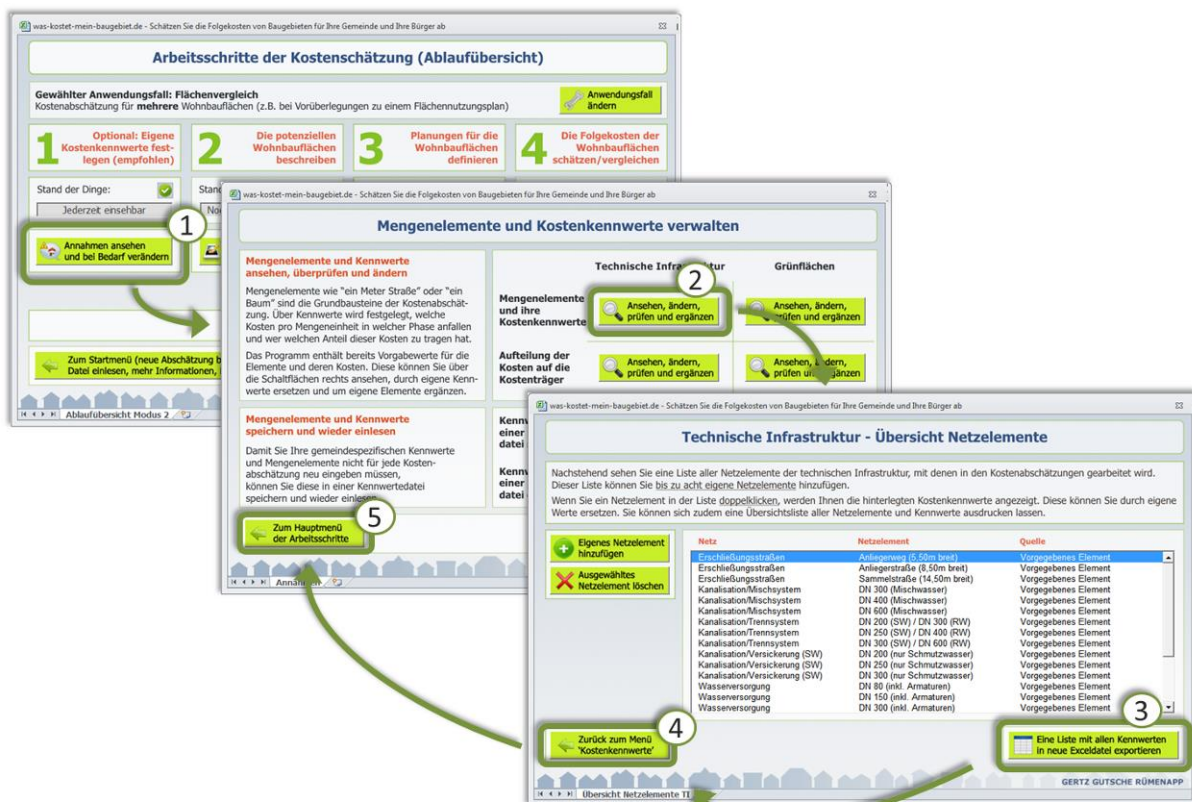 was-kostet-mein-baugebiet.de - Schätzen Sie die Folgekosten von Baugebieten für Ihre Gemeinde und Ihre Bürger ab
Arbeitsschritte der Kostenschätzung (Ablaufübersicht)
Gewählter Anwendungsfall: Flächenvergleich
Kostenabschätzung für mehrere Wohnbauflächen (z.B. bei Vorüberlegungen zu einem Flächennutzungsplan)
Anwendungsfall
ändern
1
Optional: Eigene
Kostenkennwerte fest-
legen (empfohlen)
2
Die potenziellen
Wohnbauflächen
beschreiben
3
Planungen für die
Wohnbauflächen
definieren
4
Die Folgekosten der
Wohnbauflächen
schätzen/vergleichen
Stand der Dinge:
Jederzeit einsehbar
1
Annahmen ansehen
und bei Bedarf verändern
Zum Startmenü (neue Abschätzung b
Datei einlesen, mehr Informationen,
Ablaufübersicht Modus 2
was-kostet-mein-baugebiet.de - Schätzen Sie die Folgekosten von Baugebieten für Ihre Gemeinde und Ihre Bürger ab
Mengenelemente und Kostenkennwerte verwalten
Mengenelemente und Kennwerte
ansehen, überprüfen und ändern
Mengenelemente wie "ein Meter Straße" oder "ein
Baum" sind die Grundbausteine der Kostenabschät-
zung. Über Kennwerte wird festgelegt, welche
Kosten pro Mengeneinheit in welcher Phase anfallen
und wer welchen Anteil dieser Kosten zu tragen hat.
Das Programm enthält bereits Vorgabewerte für die
Elemente und deren Kosten. Diese können Sie über
die Schaltflächen rechts ansehen, durch eigene Kenn-
werte ersetzen und um eigene Elemente ergänzen.
Technische Infrastruktur
Grünflächen
2
Mengenelemente
und ihre
Kostenkennwerte
Ansehen, ändern,
prüfen und ergänzen
Ansehen, ändern,
prüfen und ergänzen
Aufteilung der
Kosten auf die
Kostenträger
Ansehen, ändern,
prüfen und ergänzen
Ansehen, ändern,
prüfen und ergänzen
Mengenelemente und Kennwerte
speichern und wieder einlesen
Damit Sie Ihre gemeindespezifischen Kennwerte
und Mengenelemente nicht für jede Kosten-
abschätzung neu eingeben müssen,
können Sie diese in einer Kennwertedatei
speichern und wieder einlesen
Kennw
einer
datei
Kennw
einer
datei
5
Zum Hauptmenü
der Arbeitsschritte
Annahmen
was-kostet-mein-baugebiet.de - Schätzen Sie die Folgekosten von Baugebieten für Ihre Gemeinde und Ihre Bürger ab
Technische Infrastruktur - Übersicht Netzelemente
Nachstehend sehen Sie eine Liste aller Netzelemente der technischen Infrastruktur, mit denen in den Kostenabschätzungen gearbeitet wird.
Dieser Liste können Sie bis zu acht eigene Netzelemente hinzufügen.
Wenn Sie ein Netzelement in der Liste doppelklicken, werden Ihnen die hinterlegten Kostenkennwerte angezeigt. Diese können Sie durch eigene
Werte ersetzen. Sie können sich zudem eine Übersichtsliste aller Netzelemente und Kennwerte ausdrucken lassen.
Eigenes Netzelement
hinzufügen
Ausgewähltes
Netzelement löschen
Netz Netzelement Quelle
Erschließungsstraßen Anliegerweg (5,50m breit) Vorgegebenes Element
Erschließungsstraßen Anliegerstraße (8,50m breit) Vorgegebenes Element
Erschließungsstraßen Sammelstraße (14,50m breit) Vorgegebenes Element
Kanalisation/Mischsystem DN 300 (Mischwasser) Vorgegebenes Element
Kanalisation/Mischsystem DN 400 (Mischwasser) Vorgegebenes Element
Kanalisation/Mischsystem DN 600 (Mischwasser) Vorgegebenes Element
Kanalisation/Trennsystem DN 200 (SW) / DN 300 (RW) Vorgegebenes Element
Kanalisation/Trennsystem DN 250 (SW) / DN 400 (RW) Vorgegebenes Element
Kanalisation/Trennsystem DN 300 (SW) / DN 600 (RW) Vorgegebenes Element
Kanalisation/Versickerung (SW) DN 200 (nur Schmutzwasser) Vorgegebenes Element
Kanalisation/Versickerung (SW) DN 250 (nur Schmutzwasser) Vorgegebenes Element
Kanalisation/Versickerung (SW) DN 300 (nur Schmutzwasser) Vorgegebenes Element
Wasserversorgung DN 80 (inkl. Armaturen) Vorgegebenes Element
Wasserversorgung DN 150 (inkl. Armaturen) Vorgegebenes Element
Wasserversorgung DN 300 (inkl. Armaturen) Vorgegebenes Element
4
Zurück zum Menü
'Kostenkennwerte'
3
Eine Liste mit allen Kennwerten
in neue Exceldatei exportieren
GERTZ GUTSCHE RÜMENAPP
Übersicht Netzelemente TI